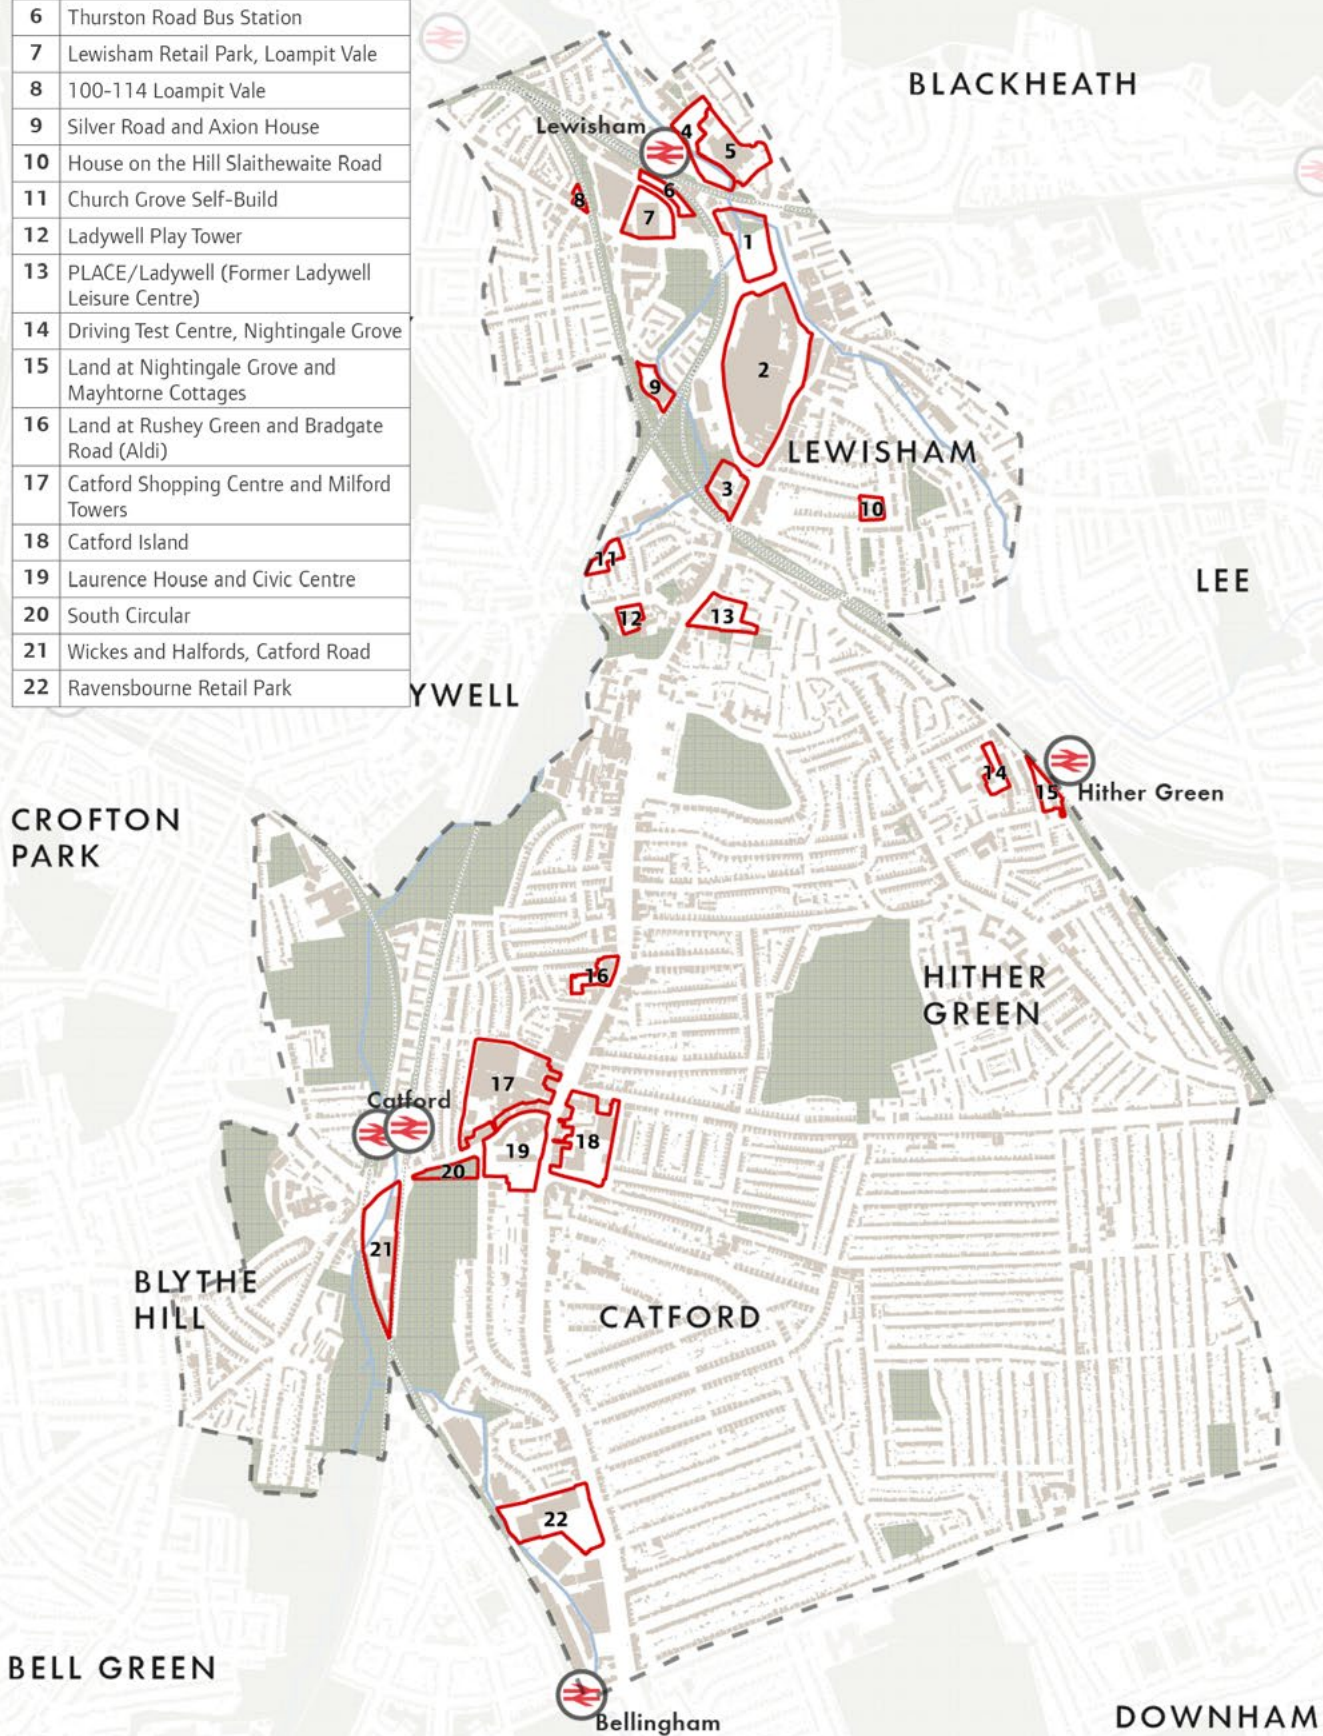 6 Thurston Road Bus Station
7 Lewisham Retail Park, Loampit Vale
8 100-114 Loampit Vale
9 Silver Road and Axion House
10 House on the Hill Slaithewaite Road
11 Church Grove Self-Build
12 Ladywell Play Tower
13 PLACE/Ladywell (Former Ladywell
Leisure Centre)
14 Driving Test Centre, Nightingale Grove
15 Land at Nightingale Grove and
Mayhtorne Cottages
16 Land at Rushey Green and Bradgate
Road (Aldi)
17 Catford Shopping Centre and Milford
Towers
18 Catford Island
19 Laurence House and Civic Centre
20 South Circular
21 Wickes and Halfords, Catford Road
22 Ravensbourne Retail Park
BLACKHEATH
Lewisham
4
5
6
8
7
1
2
9
LEWISHAM
3
10
11
LEE
12
13
YWELL
14
15
Hither Green
CROFTON
PARK
16
HITHER
GREEN
17
Catford
18
19
20
21
BLYTHE
HILL
CATFORD
22
BELL GREEN
Bellingham
DOWNHAM